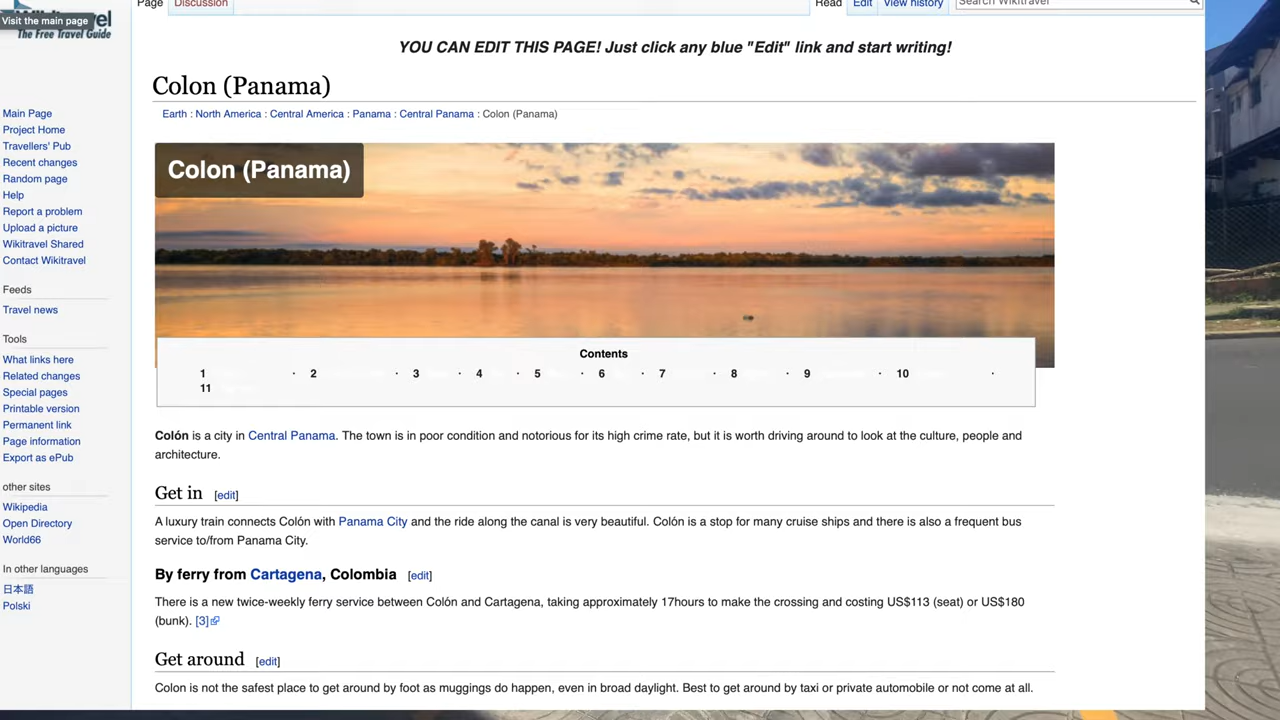 Page
Discussion
Read
Edit
View history
Search Wikitravel
Visit the main page
The Free Travel Guide
YOU CAN EDIT THIS PAGE! Just click any blue "Edit" link and start writing!
Colon (Panama)
Earth : North America : Central America : Panama : Central Panama : Colon (Panama)
Main Page
Project Home
Travellers' Pub
Recent changes
Random page
Help
Report a problem
Upload a picture
Wikitravel Shared
Contact Wikitravel
Feeds
Travel news
Tools
What links here
Related changes
Special pages
Printable version
Permanent link
Page information
Export as ePub
other sites
Wikipedia
Open Directory
World66
In other languages
日本語
Polski
Colon (Panama)
Contents
1 · 2 · 3 · 4 · 5 · 6 · 7 · 8 · 9 · 10 ·
11
Colón is a city in Central Panama. The town is in poor condition and notorious for its high crime rate, but it is worth driving around to look at the culture, people and
architecture.
Get in [edit]
A luxury train connects Colón with Panama City and the ride along the canal is very beautiful. Colón is a stop for many cruise ships and there is also a frequent bus
service to/from Panama City.
By ferry from Cartagena, Colombia [edit]
There is a new twice-weekly ferry service between Colón and Cartagena, taking approximately 17hours to make the crossing and costing US$113 (seat) or US$180
(bunk). [3]
Get around [edit]
Colon is not the safest place to get around by foot as muggings do happen, even in broad daylight. Best to get around by taxi or private automobile or not come at all.